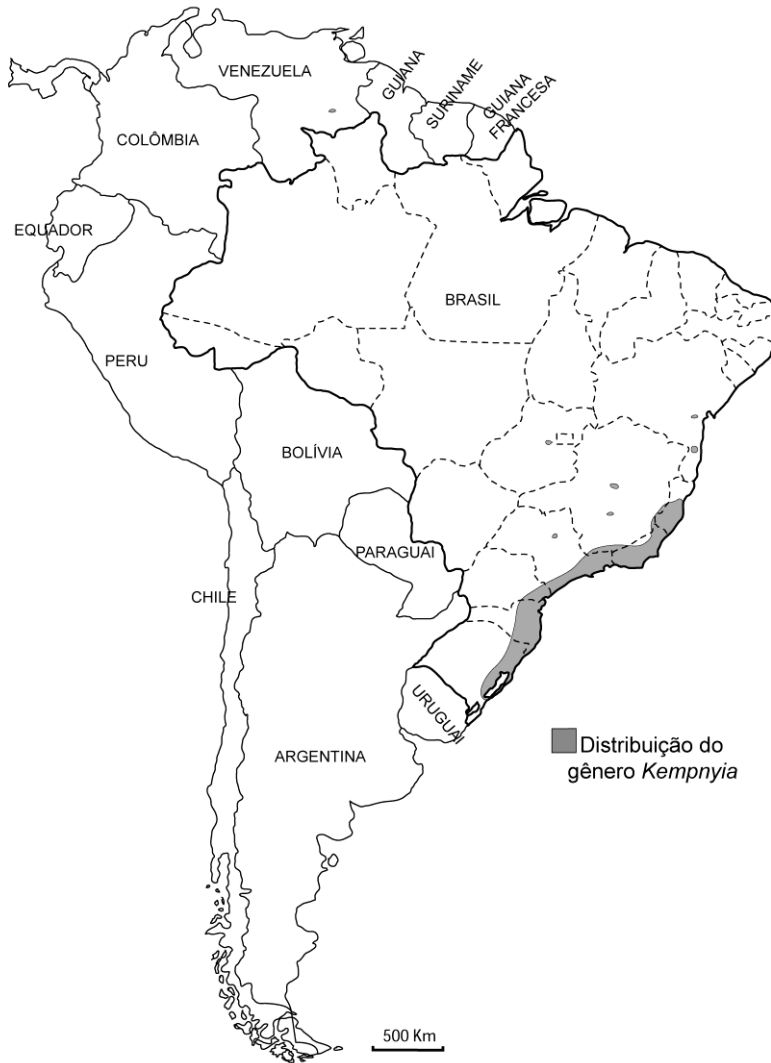 VENEZUELA
GUIANA
SURINAME
GUIANA
FRANCESA
COLÔMBIA
EQUADOR
BRASIL
PERU
BOLÍVIA
PARAGUAI
CHILE
URUGUAI
ARGENTINA
Distribuição do
gênero Kempnyia
500 Km